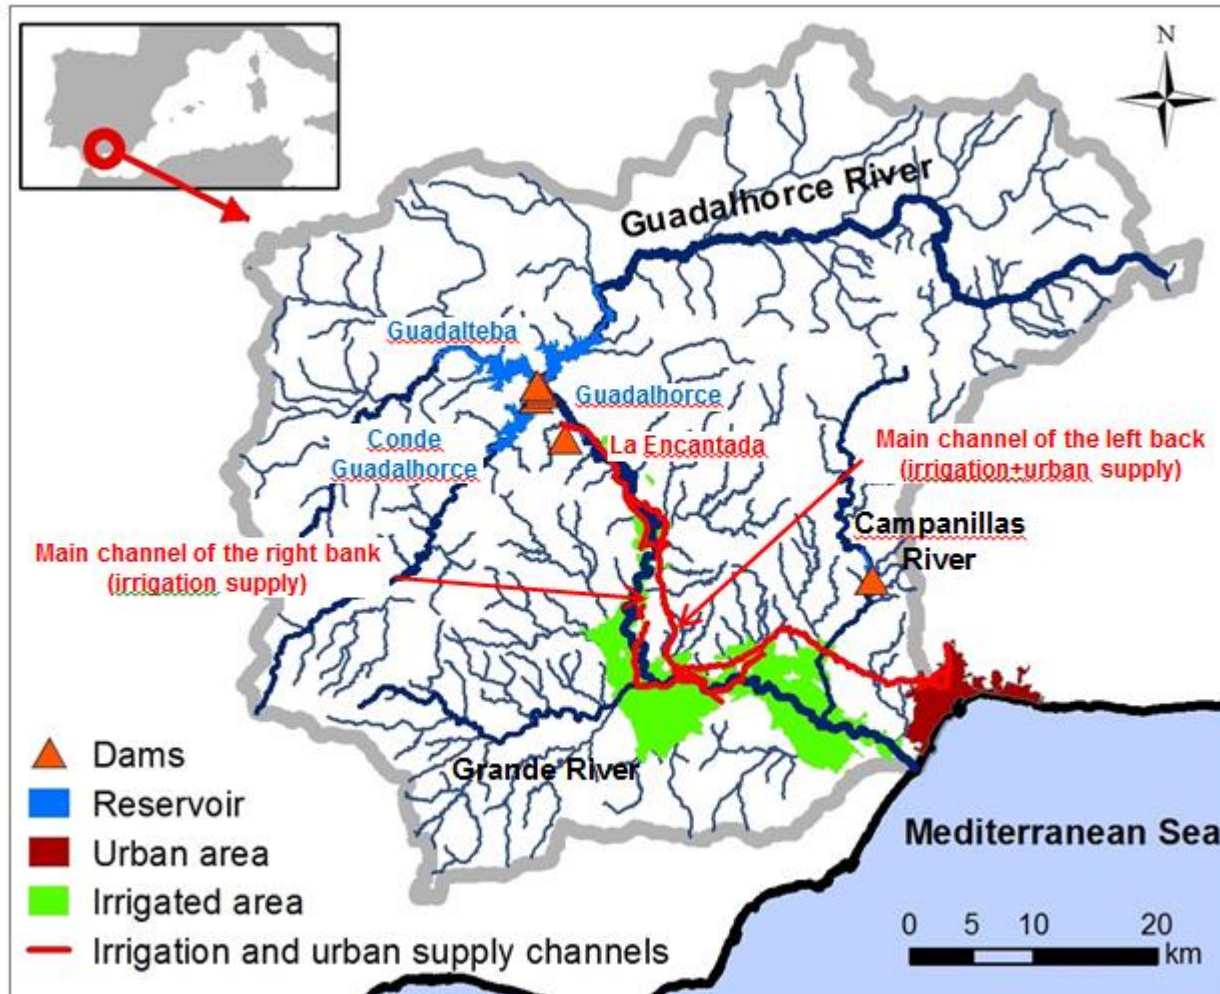 N
Guadalhorce River
Guadalteba
Guadalhorce
Conde
Guadalhorce
La Encantada
Main channel of the left back
(irrigation+urban supply)
Campanillas
River
Main channel of the right bank
(irrigation supply)
Grande River
Dams
Reservoir
Urban area
Irrigated area
Irrigation and urban supply channels
Mediterranean Sea
0 5 10 20
km